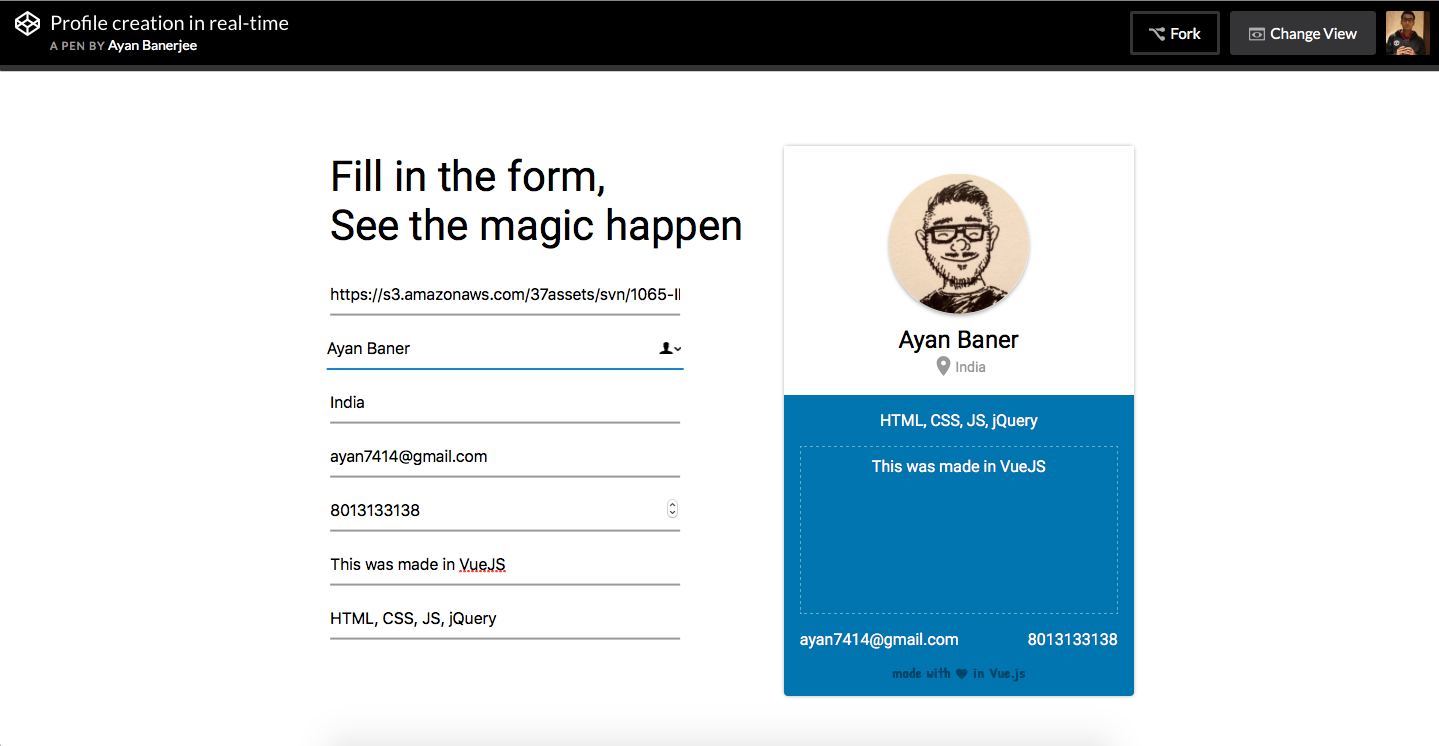 Profile creation in real-time
A PEN BY Ayan Banerjee
Fork
Change View
Fill in the form,
See the magic happen
https://s3.amazonaws.com/37assets/svn/1065-I
Ayan Baner
India
ayan7414@gmail.com
8013133138
This was made in VueJS
HTML, CSS, JS, jQuery
Ayan Baner
India
HTML, CSS, JS, jQuery
This was made in VueJS
ayan7414@gmail.com 8013133138
made with ♥ in Vue.js